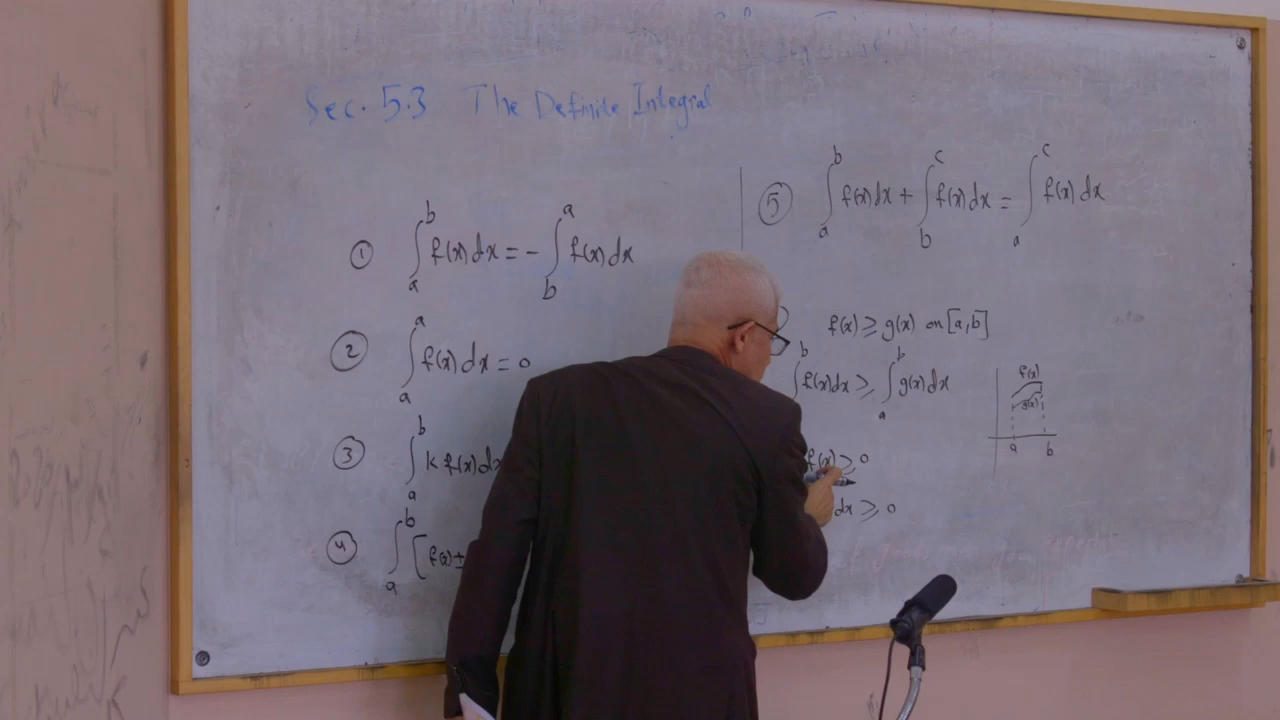 Sec. 5.3 The Definite Integral
① ∫_a^b f(x) dx = - ∫_b^a f(x) dx
② ∫_a^a f(x) dx = 0
③ ∫_a^b k f(x) dx
④ ∫_a^b [f(x) ±
⑤ ∫_a^b f(x) dx + ∫_b^c f(x) dx = ∫_a^c f(x) dx
f(x) ≥ g(x) on [a,b]
∫^b f(x) dx ≥ ∫_a^b g(x) dx
f(x)
g(x)
a b
f(x) ≥ 0
dx ≥ 0